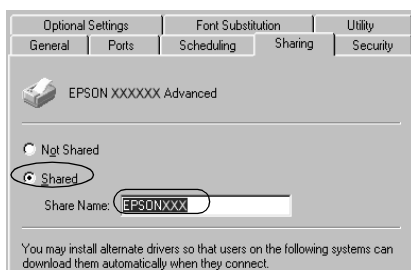 Optional Settings Font Substitution Utility
General Ports Scheduling Sharing Security
EPSON XXXXXX Advanced
Not Shared
Shared
Share Name: EPSONXXX
You may install alternate drivers so that users on the following systems can
download them automatically when they connect.